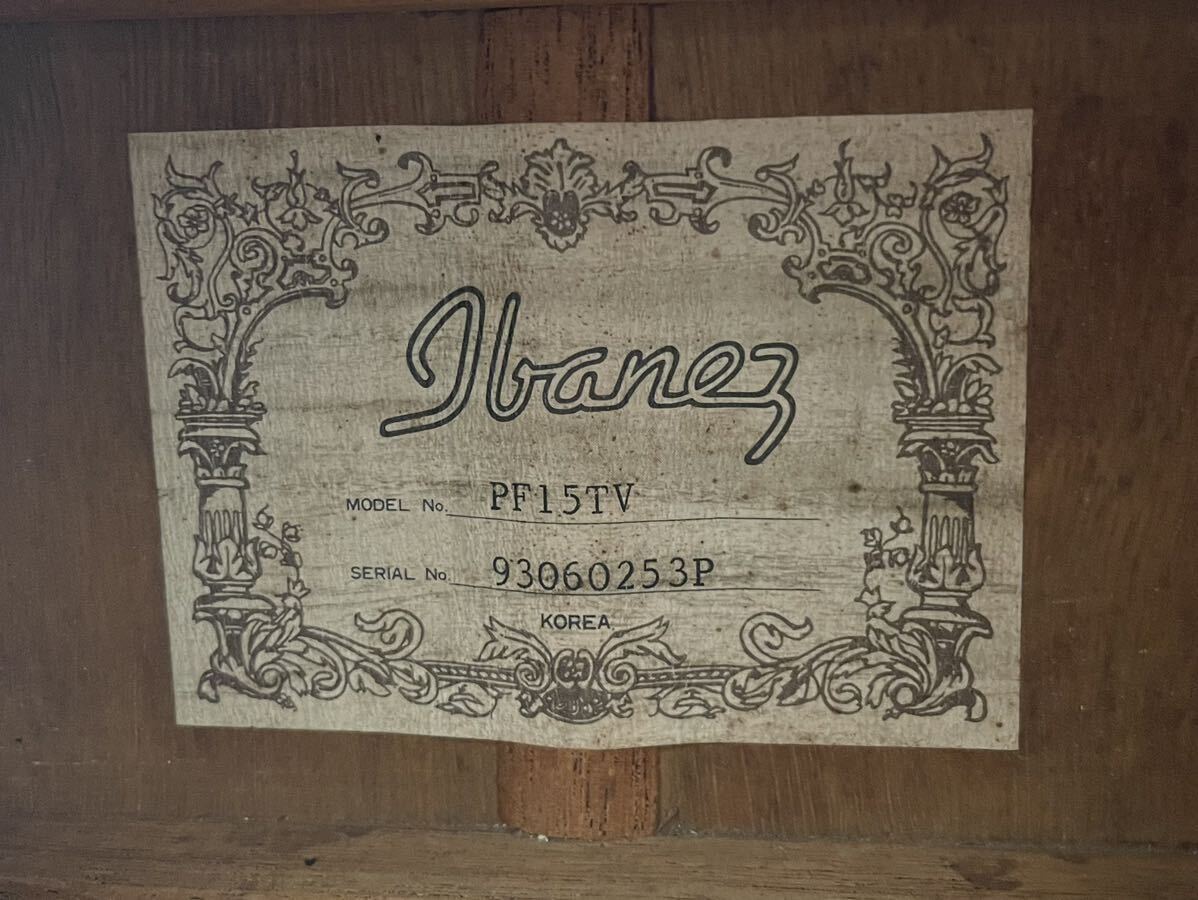 Ibanez
MODEL No. PF15TV
SERIAL No. 93060253P
KOREA